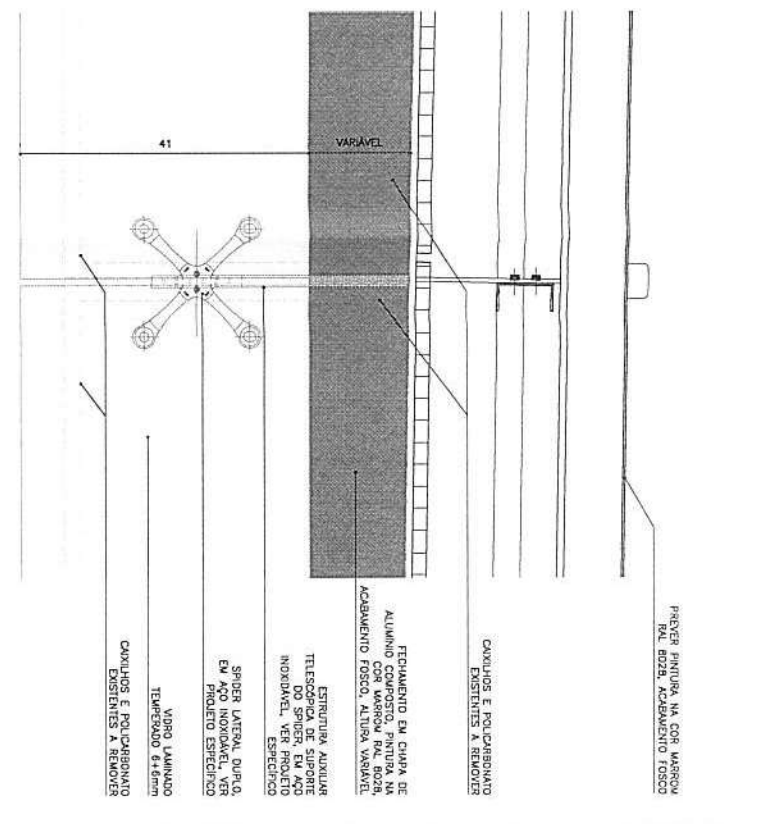 41
VARIÁVEL
PREVER PINTURA NA COR MARROM
RAL 8028, ACABAMENTO FOSCO
CAIXILHOS E POLICARBONATO
EXISTENTES A REMOVER
FECHAMENTO EM CHAPA DE
ALUMÍNIO COMPOSTO, PINTURA NA
COR MARROM RAL 8028,
ACABAMENTO FOSCO, ALTURA VARIÁVEL
ESTRUTURA AUXILIAR
TELESCÓPICA DE SUPORTE
DO SPIDER, EM AÇO
INOXIDÁVEL, VER PROJETO
ESPECÍFICO
SPIDER LATERAL DUPLO,
EM AÇO INOXIDÁVEL, VER
PROJETO ESPECÍFICO
VIDRO LAMINADO
TEMPERADO 6+6mm
CAIXILHOS E POLICARBONATO
EXISTENTES A REMOVER